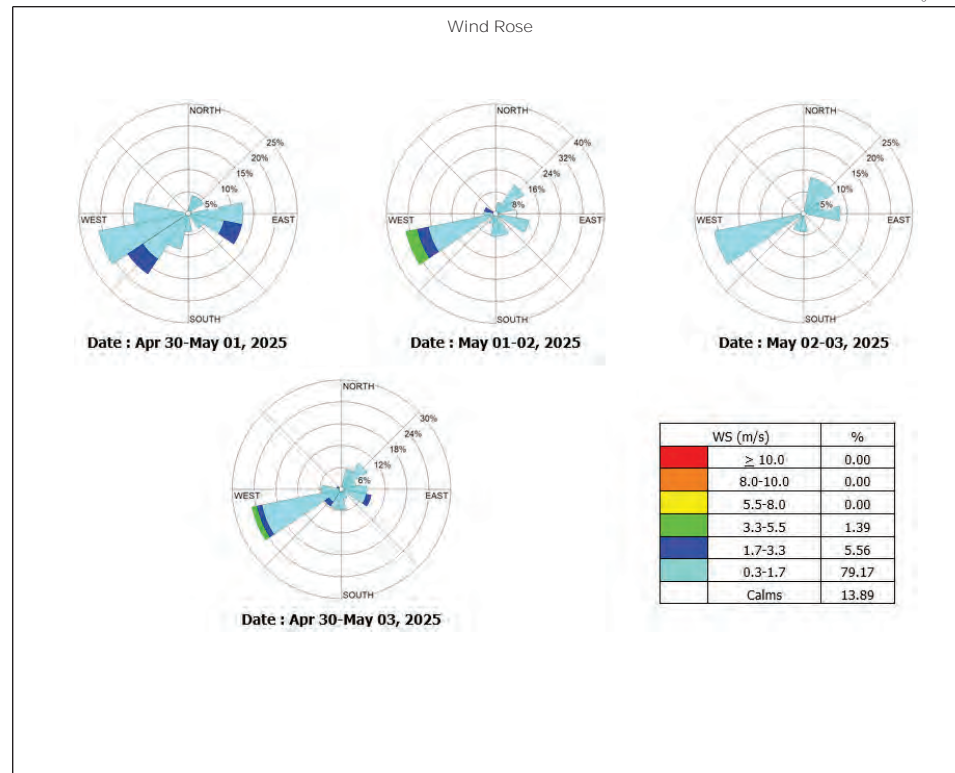 Wind Rose
NORTH
25%
20%
15%
10%
5%
WEST
EAST
SOUTH
Date : Apr 30-May 01, 2025
NORTH
40%
32%
24%
16%
8%
WEST
EAST
SOUTH
Date : May 01-02, 2025
NORTH
25%
20%
15%
10%
5%
WEST
EAST
SOUTH
Date : May 02-03, 2025
NORTH
30%
24%
18%
12%
6%
WEST
EAST
SOUTH
Date : Apr 30-May 03, 2025
WS (m/s) %
≥ 10.0 0.00
8.0-10.0 0.00
5.5-8.0 0.00
3.3-5.5 1.39
1.7-3.3 5.56
0.3-1.7 79.17
Calms 13.89